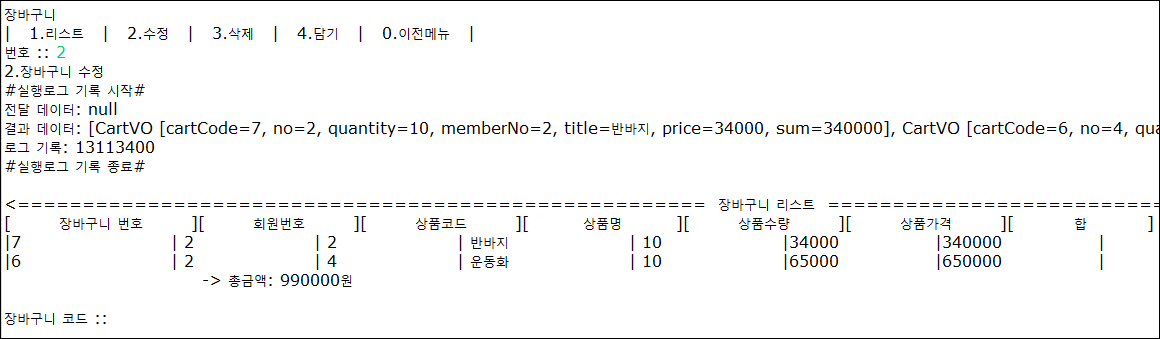 장바구니
|   1.리스트   |   2.수정   |   3.삭제   |   4.담기   |   0.이전메뉴   |
번호 :: 2
2.장바구니 수정
#실행로그 기록 시작#
전달 데이터: null
결과 데이터: [CartVO [cartCode=7, no=2, quantity=10, memberNo=2, title=반바지, price=34000, sum=340000], CartVO [cartCode=6, no=4, qua
로그 기록: 13113400
#실행로그 기록 종료#
<===================================================== 장바구니 리스트 ==========================
[ 장바구니 번호 ][ 회원번호 ][ 상품코드 ][ 상품명 ][ 상품수량 ][ 상품가격 ][ 합 ]
|7 | 2 | 2 | 반바지 | 10 |34000 |340000 |
|6 | 2 | 4 | 운동화 | 10 |65000 |650000 |
-> 총금액: 990000원
장바구니 코드 ::